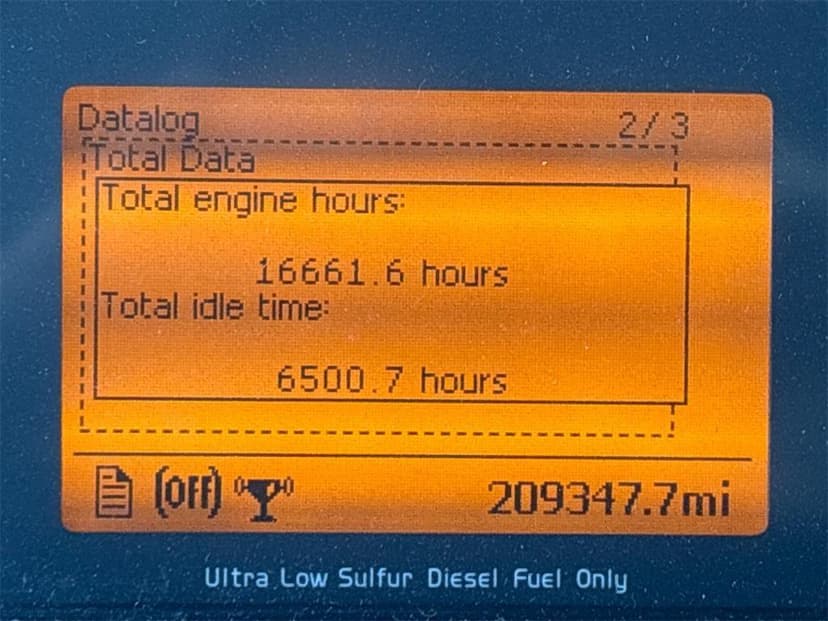 Datalog 2/3
Total Data
Total engine hours:
16661.6 hours
Total idle time:
6500.7 hours
(OFF) 209347.7mi
Ultra Low Sulfur Diesel Fuel Only